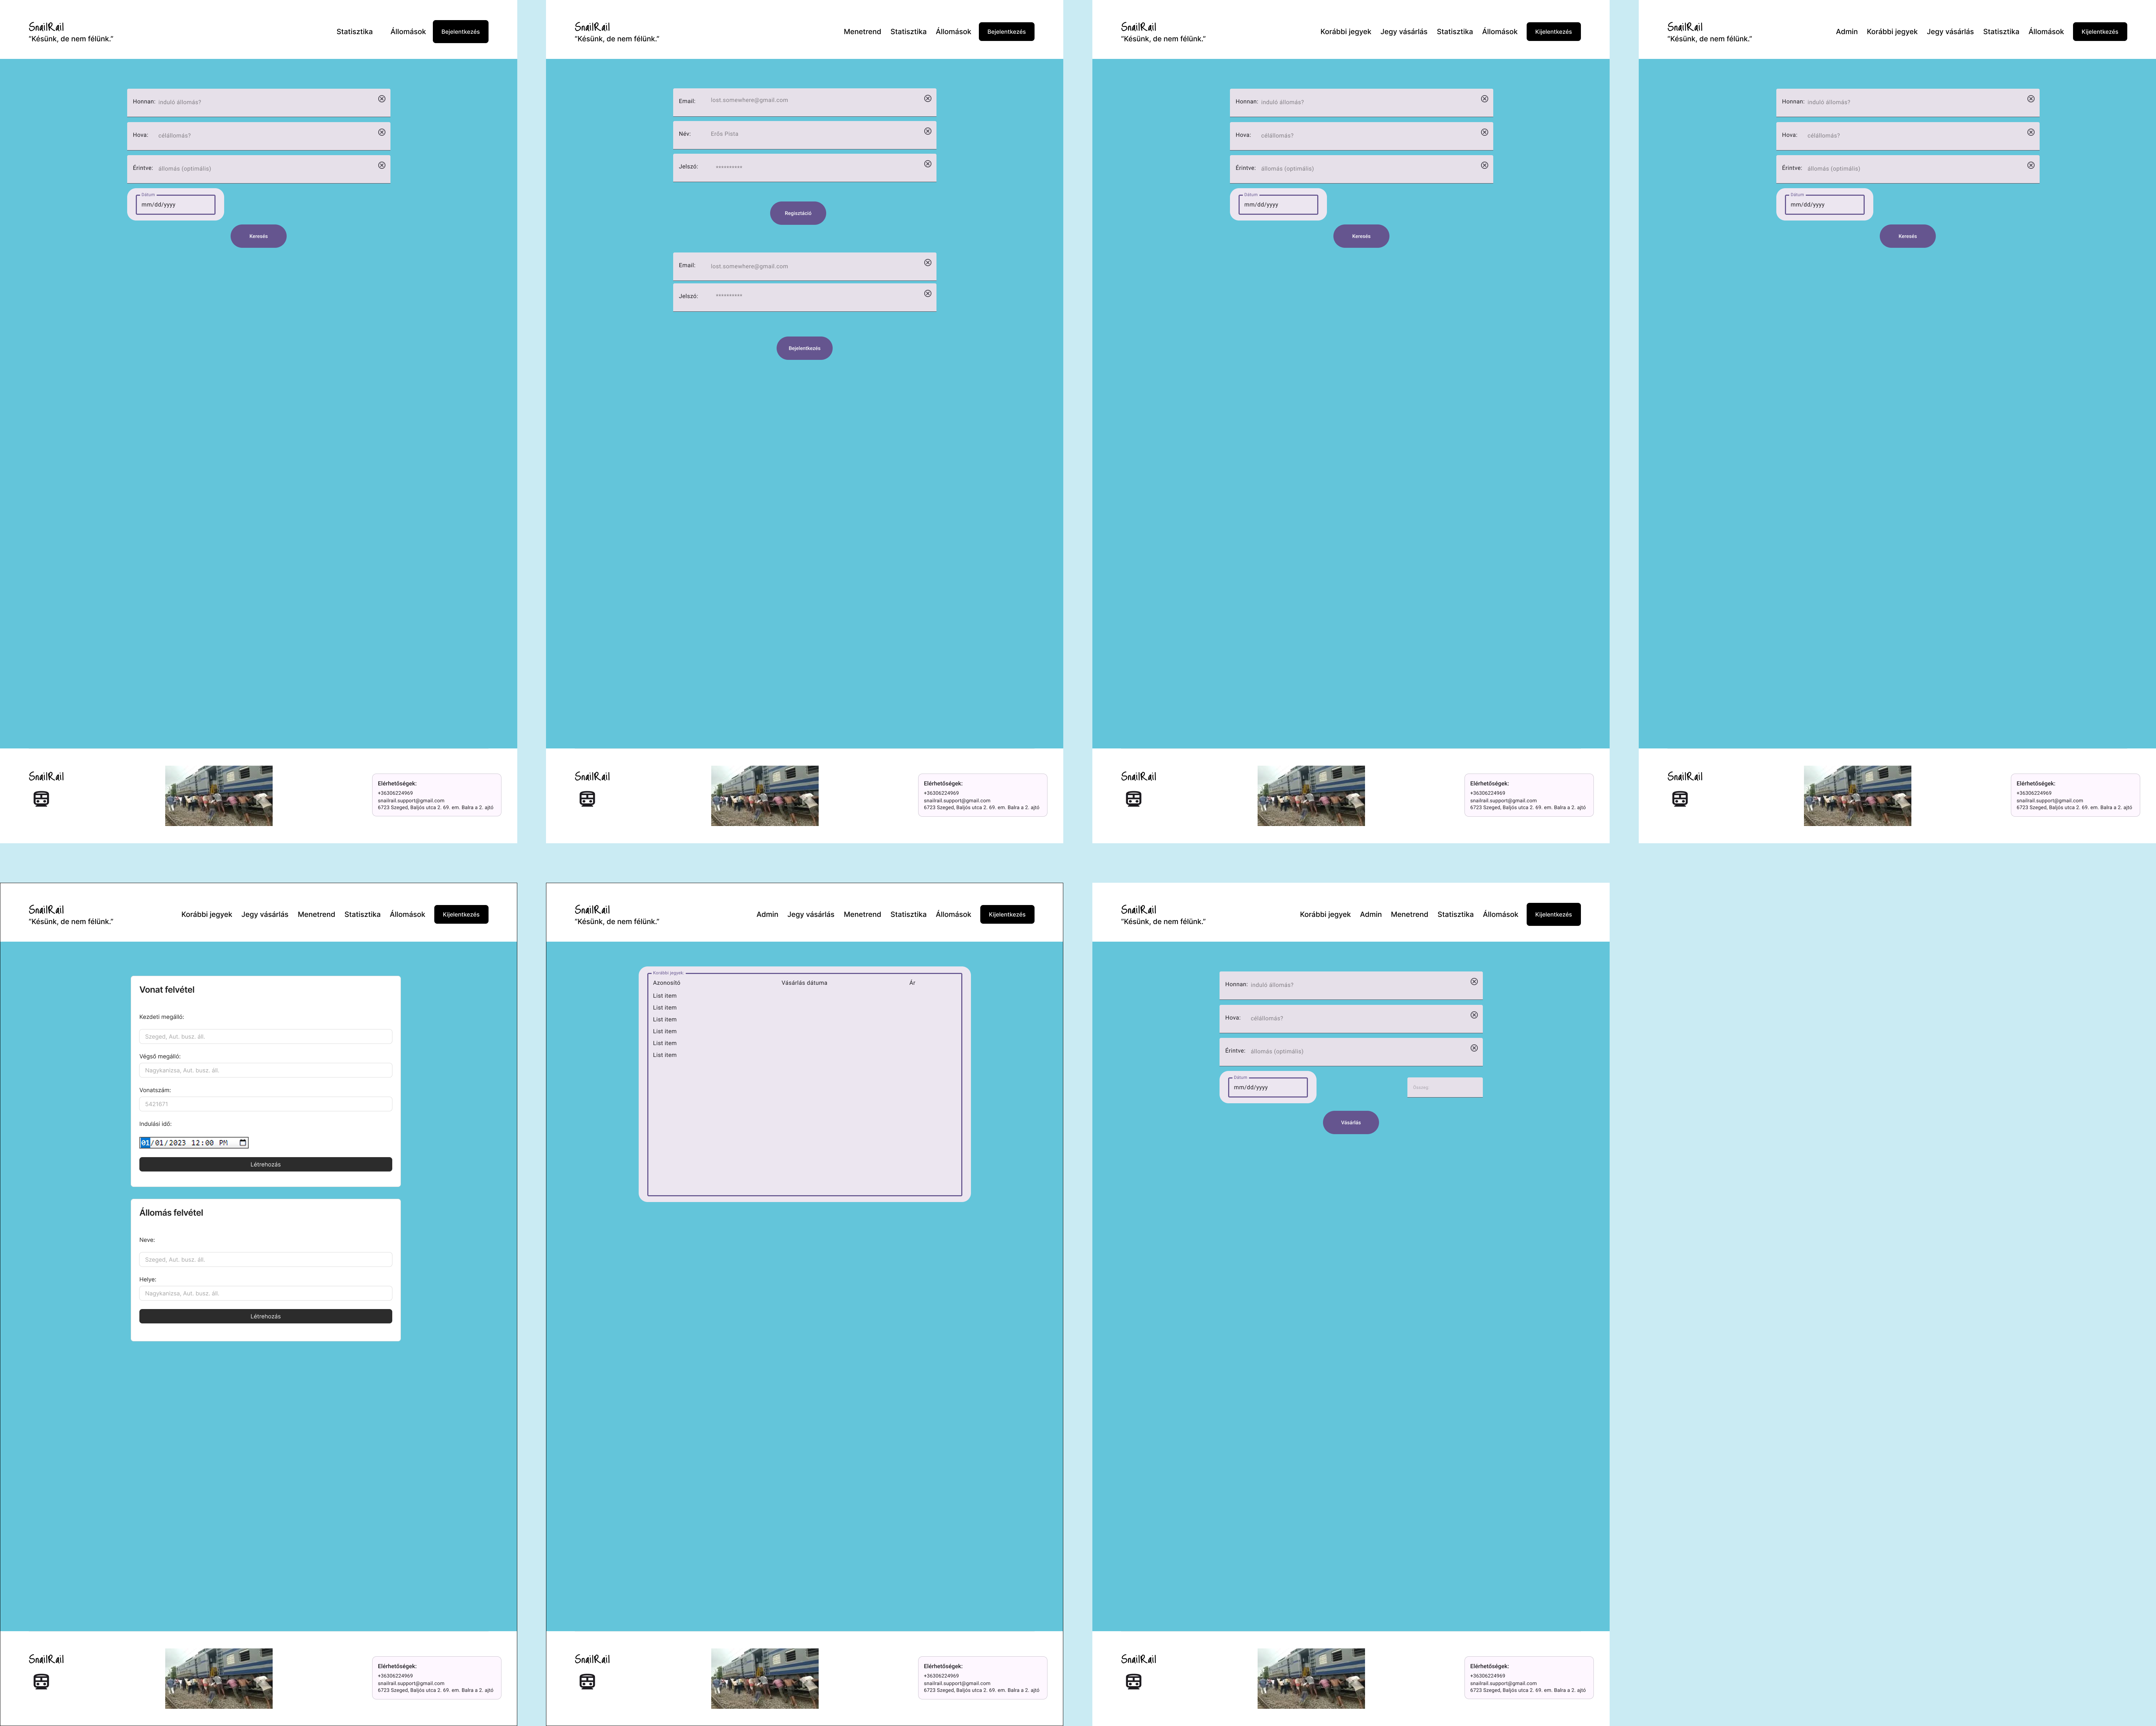 SnailRail
"Késünk, de nem félünk."
Statisztika Állomások Bejelentkezés
Honnan: induló állomás?
Hova: célállomás?
Érintve: állomás (optimális)
Dátum
mm/dd/yyyy
Keresés
SnailRail
Elérhetőségek:
+36306224969
snailrail.support@gmail.com
6723 Szeged, Baljós utca 2. 69. em. Balra a 2. ajtó
SnailRail
"Késünk, de nem félünk."
Menetrend Statisztika Állomások Bejelentkezés
Email: lost.somewhere@gmail.com
Név: Erős Pista
Jelszó: **********
Regisztáció
Email: lost.somewhere@gmail.com
Jelszó: **********
Bejelentkezés
SnailRail
Elérhetőségek:
+36306224969
snailrail.support@gmail.com
6723 Szeged, Baljós utca 2. 69. em. Balra a 2. ajtó
SnailRail
"Késünk, de nem félünk."
Korábbi jegyek Jegy vásárlás Statisztika Állomások Kijelentkezés
Honnan: induló állomás?
Hova: célállomás?
Érintve: állomás (optimális)
Dátum
mm/dd/yyyy
Keresés
SnailRail
Elérhetőségek:
+36306224969
snailrail.support@gmail.com
6723 Szeged, Baljós utca 2. 69. em. Balra a 2. ajtó
SnailRail
"Késünk, de nem félünk."
Admin Korábbi jegyek Jegy vásárlás Statisztika Állomások Kijelentkezés
Honnan: induló állomás?
Hova: célállomás?
Érintve: állomás (optimális)
Dátum
mm/dd/yyyy
Keresés
SnailRail
Elérhetőségek:
+36306224969
snailrail.support@gmail.com
6723 Szeged, Baljós utca 2. 69. em. Balra a 2. ajtó
SnailRail
"Késünk, de nem félünk."
Korábbi jegyek Jegy vásárlás Menetrend Statisztika Állomások Kijelentkezés
Vonat felvétel
Kezdeti megálló:
Szeged, Aut. busz. áll.
Végső megálló:
Nagykanizsa, Aut. busz. áll.
Vonatszám:
5421671
Indulási idő:
01/01/2023 12:00 PM
Létrehozás
Állomás felvétel
Neve:
Szeged, Aut. busz. áll.
Helye:
Nagykanizsa, Aut. busz. áll.
Létrehozás
SnailRail
Elérhetőségek:
+36306224969
snailrail.support@gmail.com
6723 Szeged, Baljós utca 2. 69. em. Balra a 2. ajtó
SnailRail
"Késünk, de nem félünk."
Admin Jegy vásárlás Menetrend Statisztika Állomások Kijelentkezés
Korábbi jegyek
Azonosító Vásárlás dátuma Ár
List item
List item
List item
List item
List item
List item
SnailRail
Elérhetőségek:
+36306224969
snailrail.support@gmail.com
6723 Szeged, Baljós utca 2. 69. em. Balra a 2. ajtó
SnailRail
"Késünk, de nem félünk."
Korábbi jegyek Admin Menetrend Statisztika Állomások Kijelentkezés
Honnan: induló állomás?
Hova: célállomás?
Érintve: állomás (optimális)
Dátum
mm/dd/yyyy
Összeg
Vásárlás
SnailRail
Elérhetőségek:
+36306224969
snailrail.support@gmail.com
6723 Szeged, Baljós utca 2. 69. em. Balra a 2. ajtó